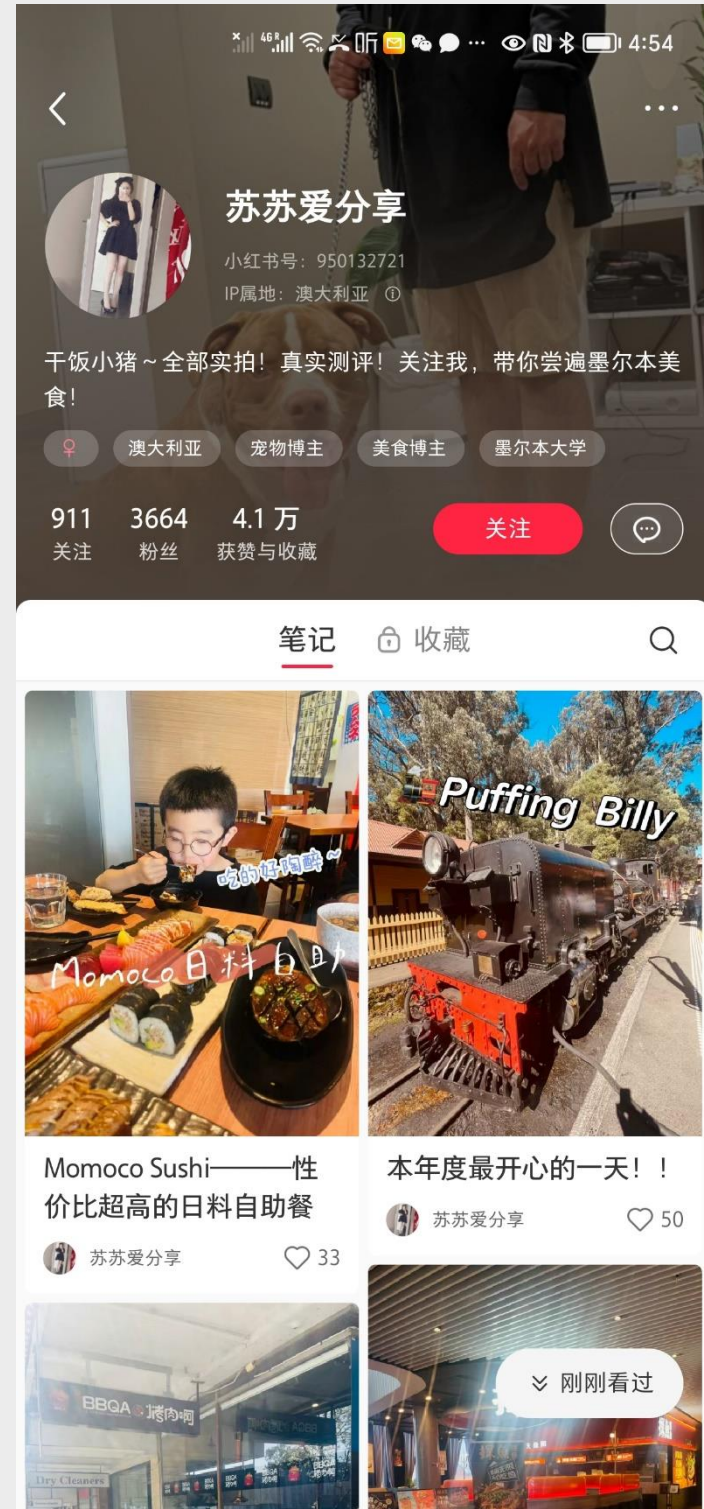 4:54
苏苏爱分享
小红书号：950132721
IP属地：澳大利亚
干饭小猪～全部实拍！真实测评！关注我，带你尝遍墨尔本美
食！
♀ 澳大利亚 宠物博主 美食博主 墨尔本大学
911 3664 4.1 万
关注 粉丝 获赞与收藏
关注
笔记 收藏
吃的好陶醉～
Momoco日料自助
Momoco Sushi———性
价比超高的日料自助餐
苏苏爱分享 33
Puffing Billy
本年度最开心的一天！！
苏苏爱分享 50
BBQA 烤肉啊
Dry Cleaners
刚刚看过